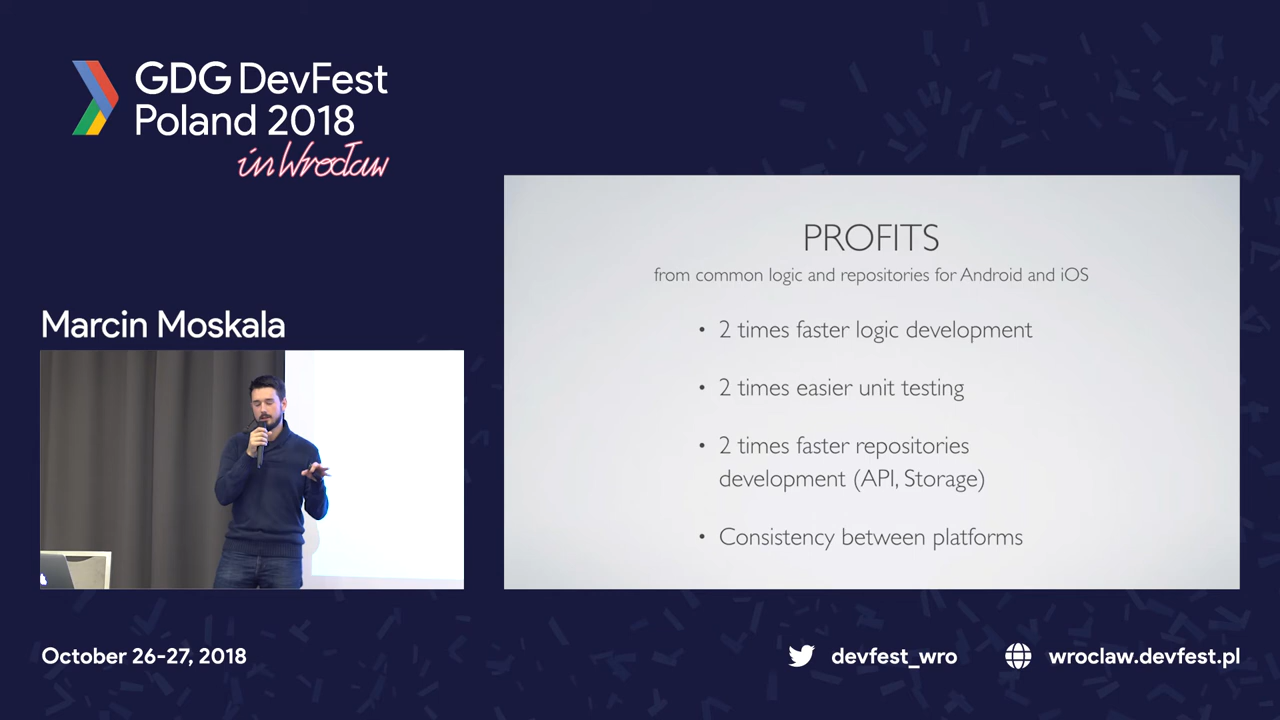 GDG DevFest
Poland 2018
in Wrocław
Marcin Moskala
PROFITS
from common logic and repositories for Android and iOS
• 2 times faster logic development
• 2 times easier unit testing
• 2 times faster repositories
development (API, Storage)
• Consistency between platforms
October 26-27, 2018
devfest_wro
wroclaw.devfest.pl